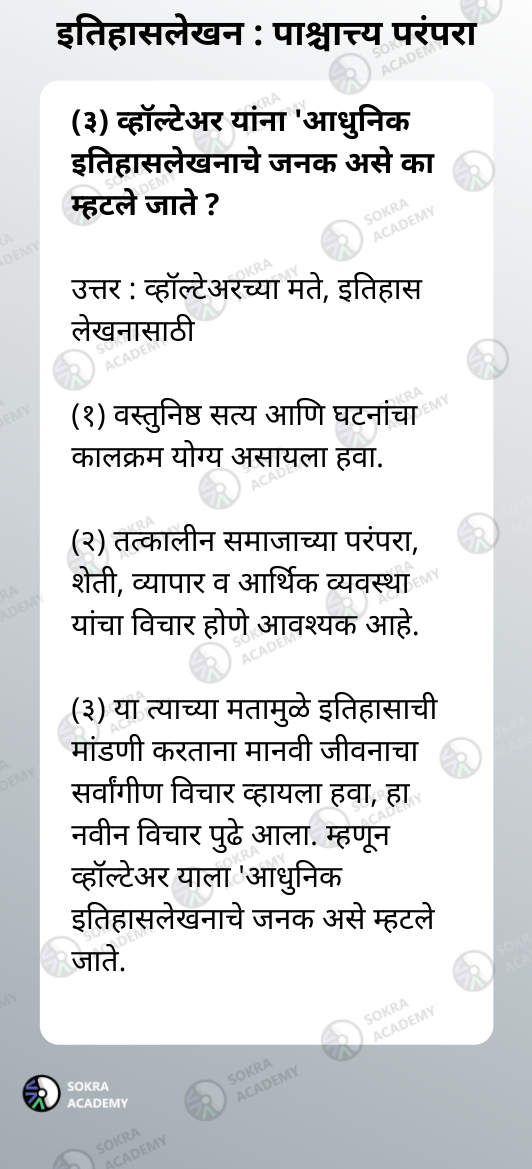 इतिहासलेखन : पाश्चात्त्य परंपरा
(३) व्हॉल्टेअर यांना 'आधुनिक
इतिहासलेखनाचे जनक असे का
म्हटले जाते ?
उत्तर : व्हॉल्टेअरच्या मते, इतिहास
लेखनासाठी
(१) वस्तुनिष्ठ सत्य आणि घटनांचा
कालक्रम योग्य असायला हवा.
(२) तत्कालीन समाजाच्या परंपरा,
शेती, व्यापार व आर्थिक व्यवस्था
यांचा विचार होणे आवश्यक आहे.
(३) या त्याच्या मतामुळे इतिहासाची
मांडणी करताना मानवी जीवनाचा
सर्वांगीण विचार व्हायला हवा, हा
नवीन विचार पुढे आला. म्हणून
व्हॉल्टेअर याला 'आधुनिक
इतिहासलेखनाचे जनक असे म्हटले
जाते.
SOKRA
ACADEMY